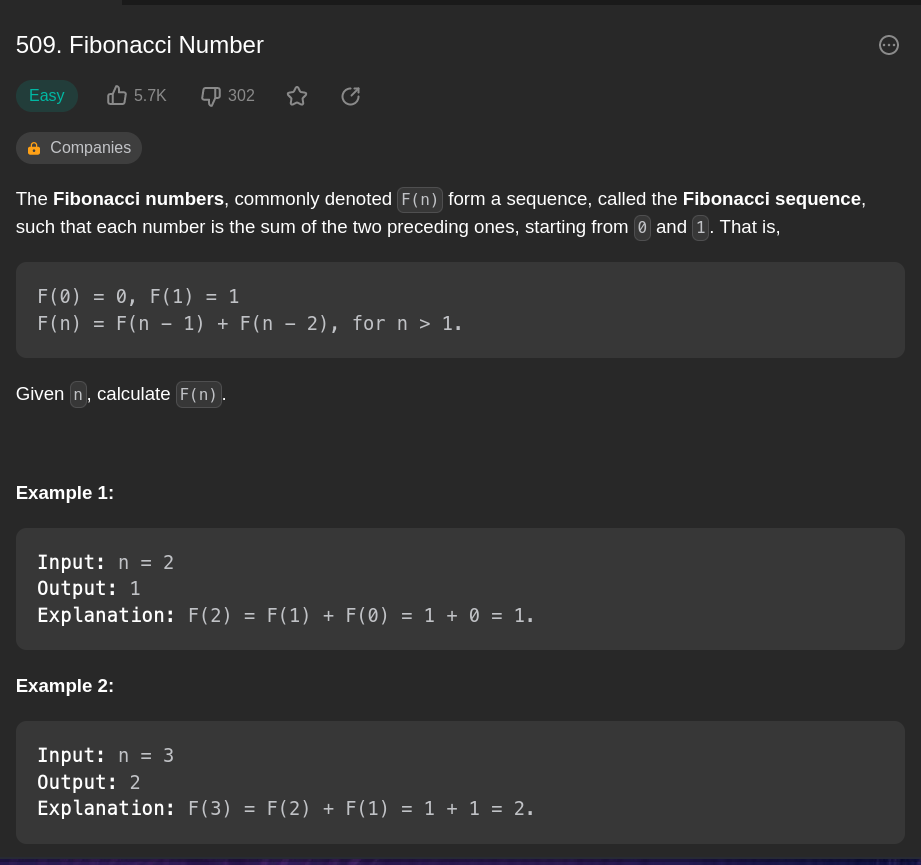 509. Fibonacci Number
Easy 5.7K 302
Companies
The Fibonacci numbers, commonly denoted F(n) form a sequence, called the Fibonacci sequence,
such that each number is the sum of the two preceding ones, starting from 0 and 1. That is,
F(0) = 0, F(1) = 1
F(n) = F(n − 1) + F(n − 2), for n > 1.
Given n, calculate F(n).
Example 1:
Input: n = 2
Output: 1
Explanation: F(2) = F(1) + F(0) = 1 + 0 = 1.
Example 2:
Input: n = 3
Output: 2
Explanation: F(3) = F(2) + F(1) = 1 + 1 = 2.